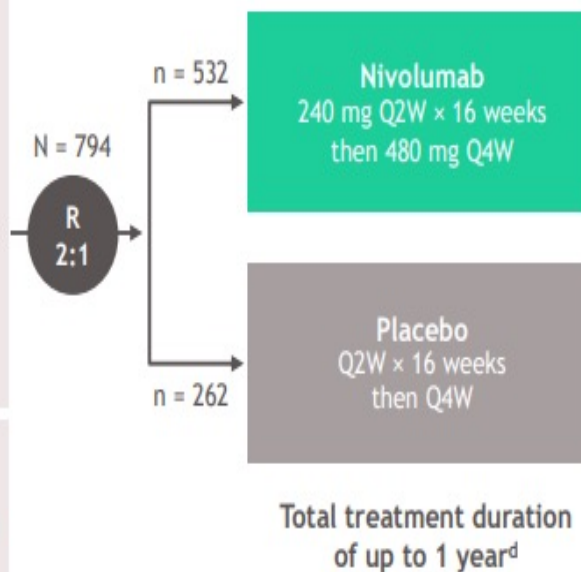 N = 794
R
2:1
n = 532
Nivolumab
240 mg Q2W × 16 weeks
then 480 mg Q4W
n = 262
Placebo
Q2W × 16 weeks
then Q4W
Total treatment duration
of up to 1 yearᵈ